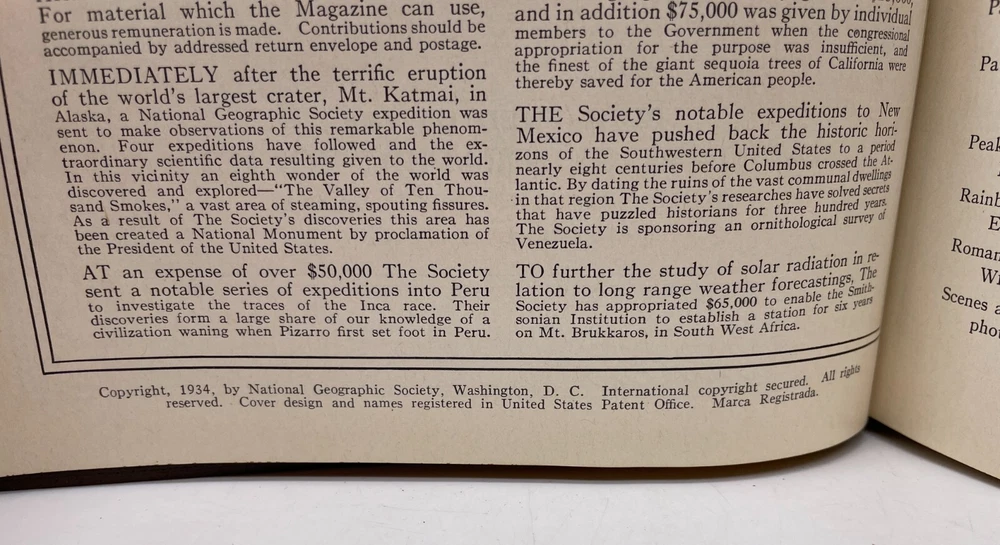 For material which the Magazine can use,
generous remuneration is made. Contributions should be
accompanied by addressed return envelope and postage.
IMMEDIATELY after the terrific eruption
of the world's largest crater, Mt. Katmai, in
Alaska, a National Geographic Society expedition was
sent to make observations of this remarkable phenom-
enon. Four expeditions have followed and the ex-
traordinary scientific data resulting given to the world.
In this vicinity an eighth wonder of the world was
discovered and explored—"The Valley of Ten Thou-
sand Smokes," a vast area of steaming, spouting fissures.
As a result of The Society's discoveries this area has
been created a National Monument by proclamation of
the President of the United States.
AT an expense of over $50,000 The Society
sent a notable series of expeditions into Peru
to investigate the traces of the Inca race. Their
discoveries form a large share of our knowledge of a
civilization waning when Pizarro first set foot in Peru.
and in addition $75,000 was given by individual
members to the Government when the congressional
appropriation for the purpose was insufficient, and
the finest of the giant sequoia trees of California were
thereby saved for the American people.
THE Society's notable expeditions to New
Mexico have pushed back the historic hori-
zons of the Southwestern United States to a period
nearly eight centuries before Columbus crossed the At-
lantic. By dating the ruins of the vast communal dwellings
in that region The Society's researches have solved secrets
that have puzzled historians for three hundred years.
The Society is sponsoring an ornithological survey of
Venezuela.
TO further the study of solar radiation in re-
lation to long range weather forecastings, The
Society has appropriated $65,000 to enable the Smith-
sonian Institution to establish a station for six years
on Mt. Brukkaros, in South West Africa.
Copyright, 1934, by National Geographic Society, Washington, D. C. International copyright secured. All rights
reserved. Cover design and names registered in United States Patent Office. Marca Registrada.
Scenes